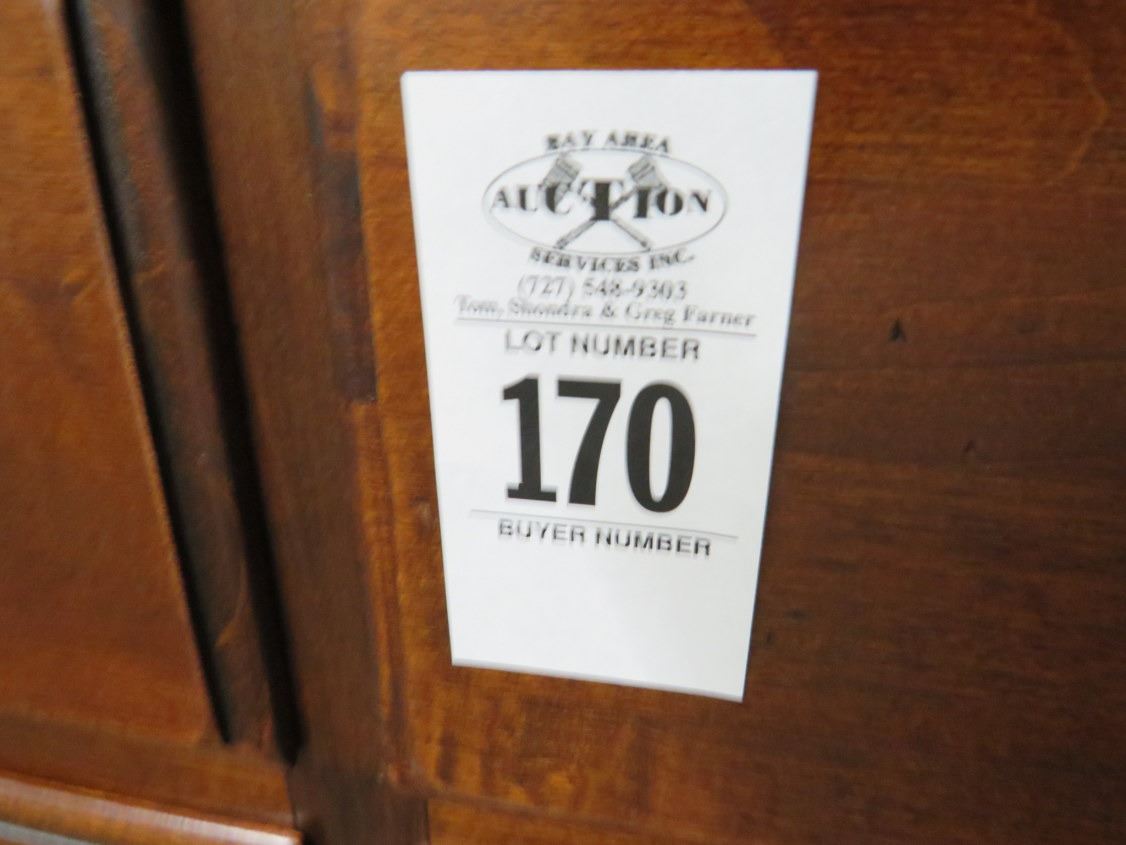 BAY AREA
AUCTION
SERVICES INC.
(727) 548-9303
Tom, Shondra & Greg Farner
LOT NUMBER
170
BUYER NUMBER